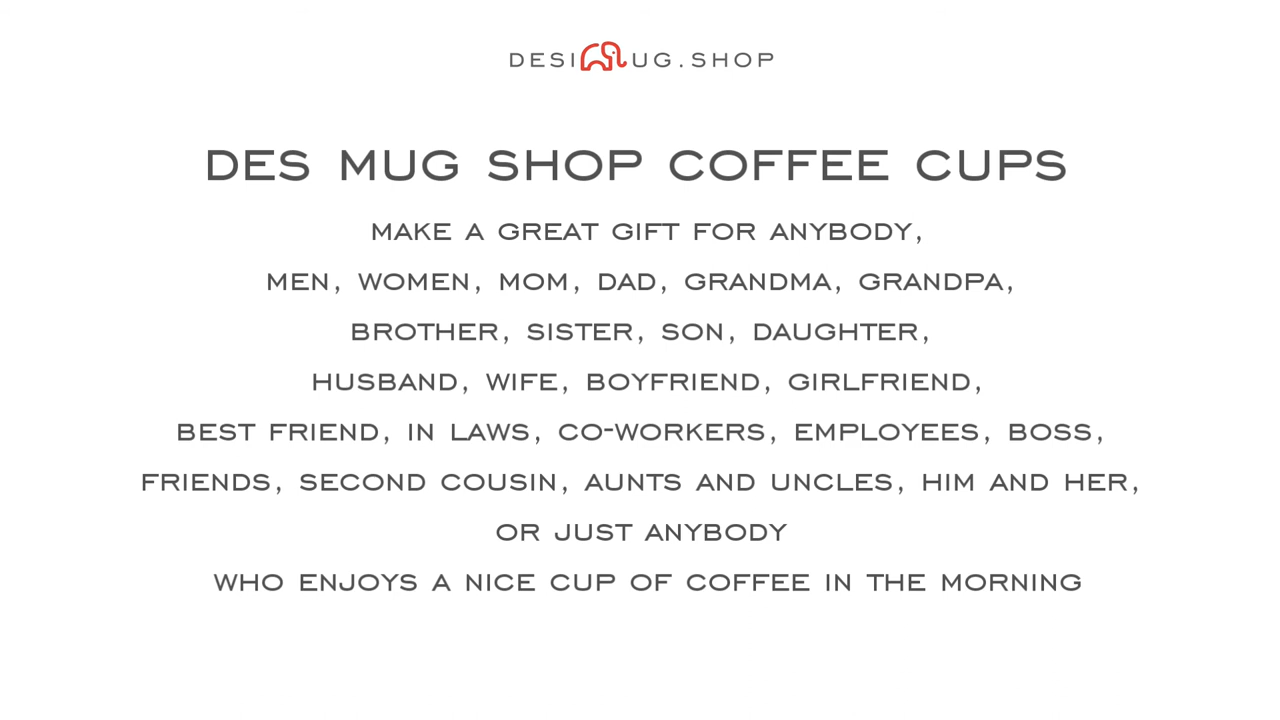 DESIMUG.SHOP
DES MUG SHOP COFFEE CUPS
MAKE A GREAT GIFT FOR ANYBODY,
MEN, WOMEN, MOM, DAD, GRANDMA, GRANDPA,
BROTHER, SISTER, SON, DAUGHTER,
HUSBAND, WIFE, BOYFRIEND, GIRLFRIEND,
BEST FRIEND, IN LAWS, CO-WORKERS, EMPLOYEES, BOSS,
FRIENDS, SECOND COUSIN, AUNTS AND UNCLES, HIM AND HER,
OR JUST ANYBODY
WHO ENJOYS A NICE CUP OF COFFEE IN THE MORNING